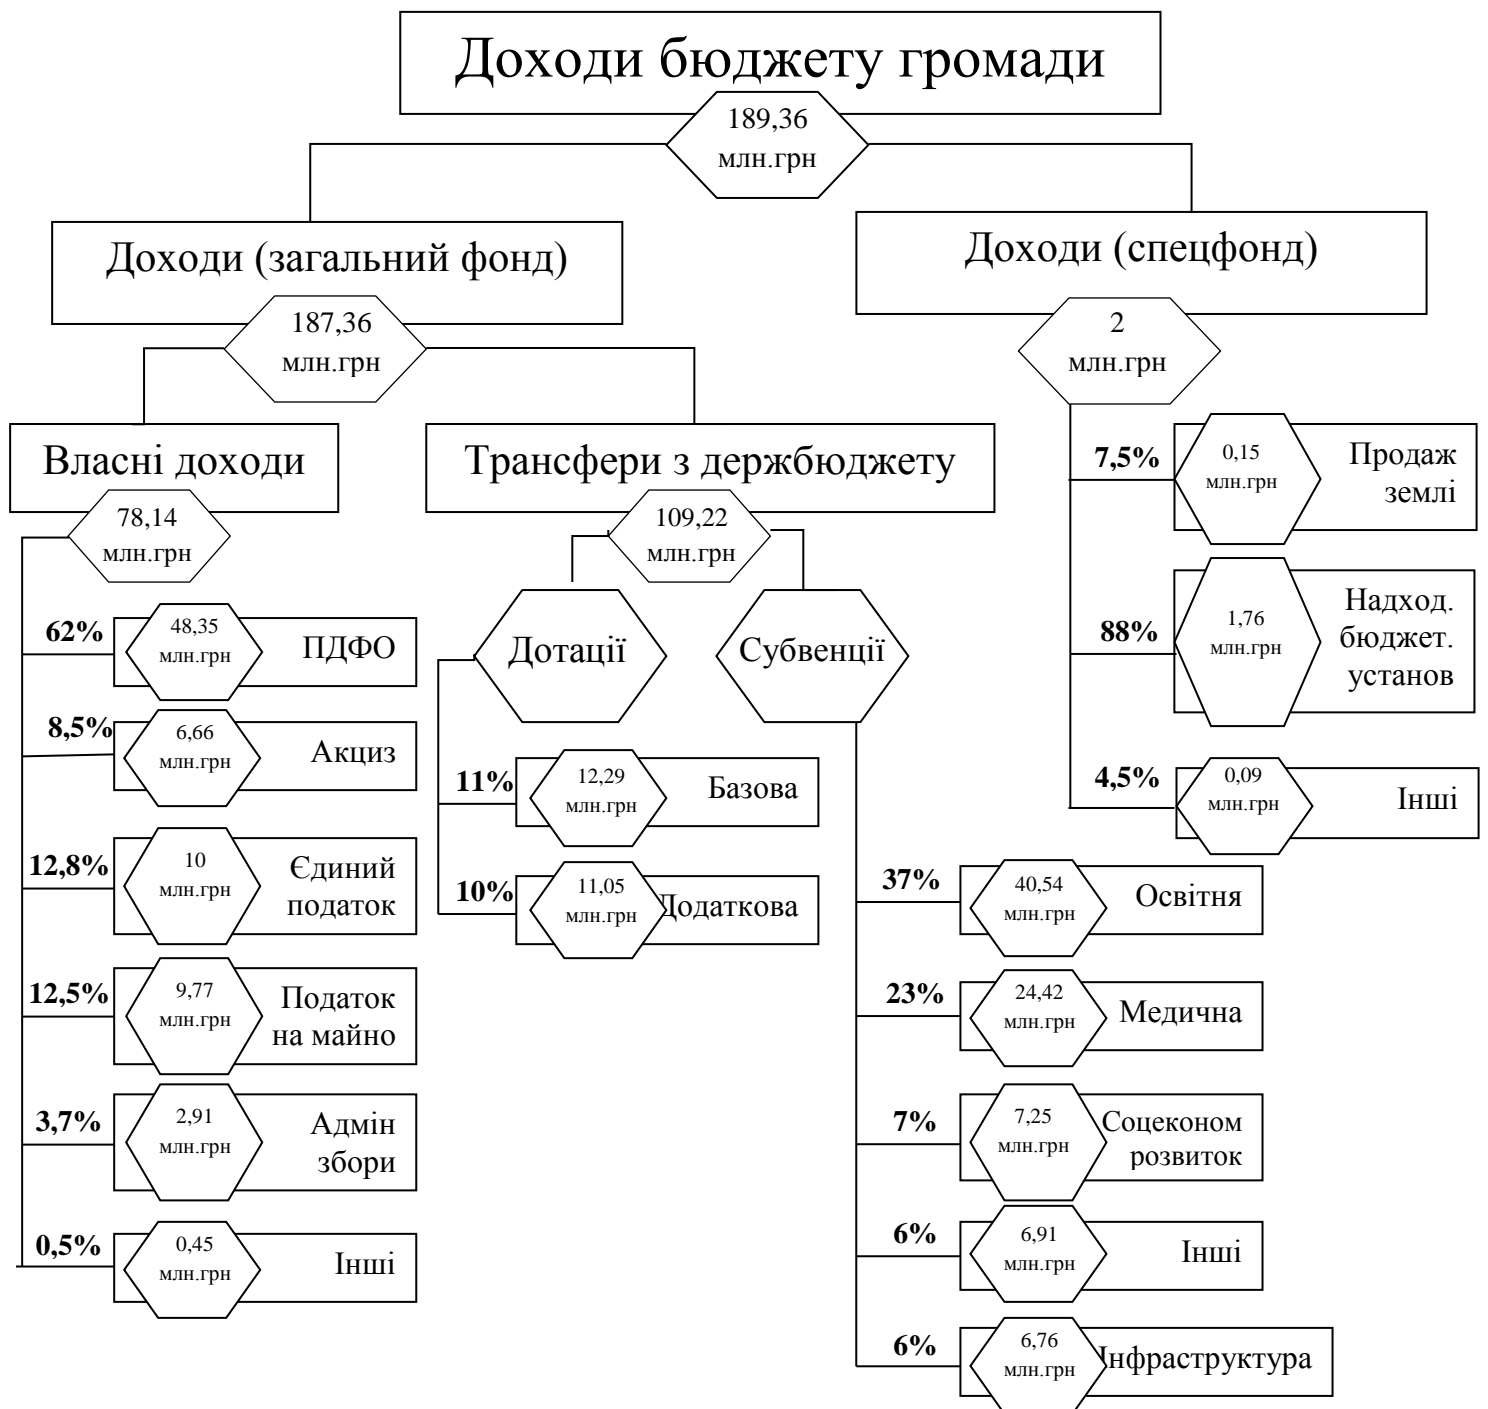 Доходи бюджету громади
189,36
млн.грн
Доходи (загальний фонд)
187,36
млн.грн
Доходи (спецфонд)
2
млн.грн
Власні доходи
78,14
млн.грн
Трансфери з держбюджету
109,22
млн.грн
7,5%
0,15
млн.грн
Продаж
землі
88%
1,76
млн.грн
Надход.
бюджет.
установ
4,5%
0,09
млн.грн
Інші
62%
48,35
млн.грн
ПДФО
8,5%
6,66
млн.грн
Акциз
12,8%
10
млн.грн
Єдиний
податок
12,5%
9,77
млн.грн
Податок
на майно
3,7%
2,91
млн.грн
Адмін
збори
0,5%
0,45
млн.грн
Інші
Дотації
11%
12,29
млн.грн
Базова
10%
11,05
млн.грн
Додаткова
Субвенції
37%
40,54
млн.грн
Освітня
23%
24,42
млн.грн
Медична
7%
7,25
млн.грн
Соцеконом
розвиток
6%
6,91
млн.грн
Інші
6%
6,76
млн.грн
Інфраструктура